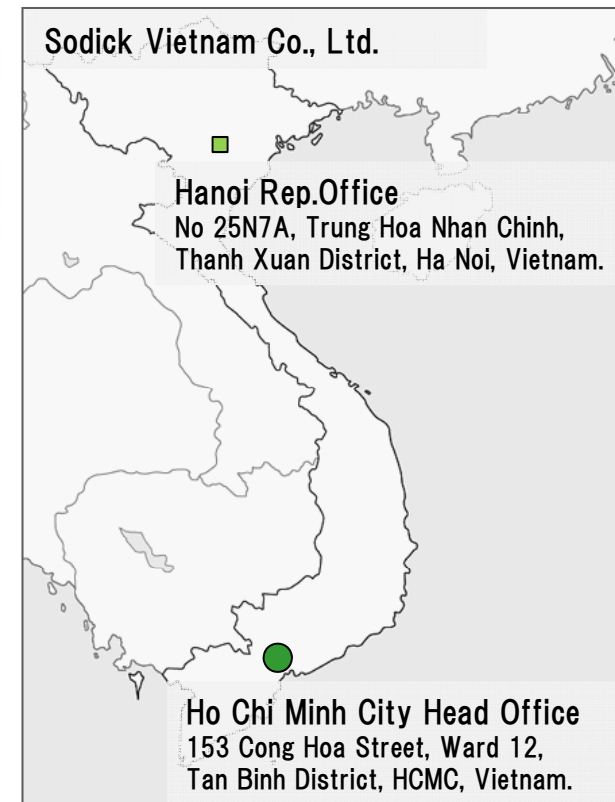 Sodick Vietnam Co., Ltd.
Hanoi Rep.Office
No 25N7A, Trung Hoa Nhan Chinh,
Thanh Xuan District, Ha Noi, Vietnam.
Ho Chi Minh City Head Office
153 Cong Hoa Street, Ward 12,
Tan Binh District, HCMC, Vietnam.